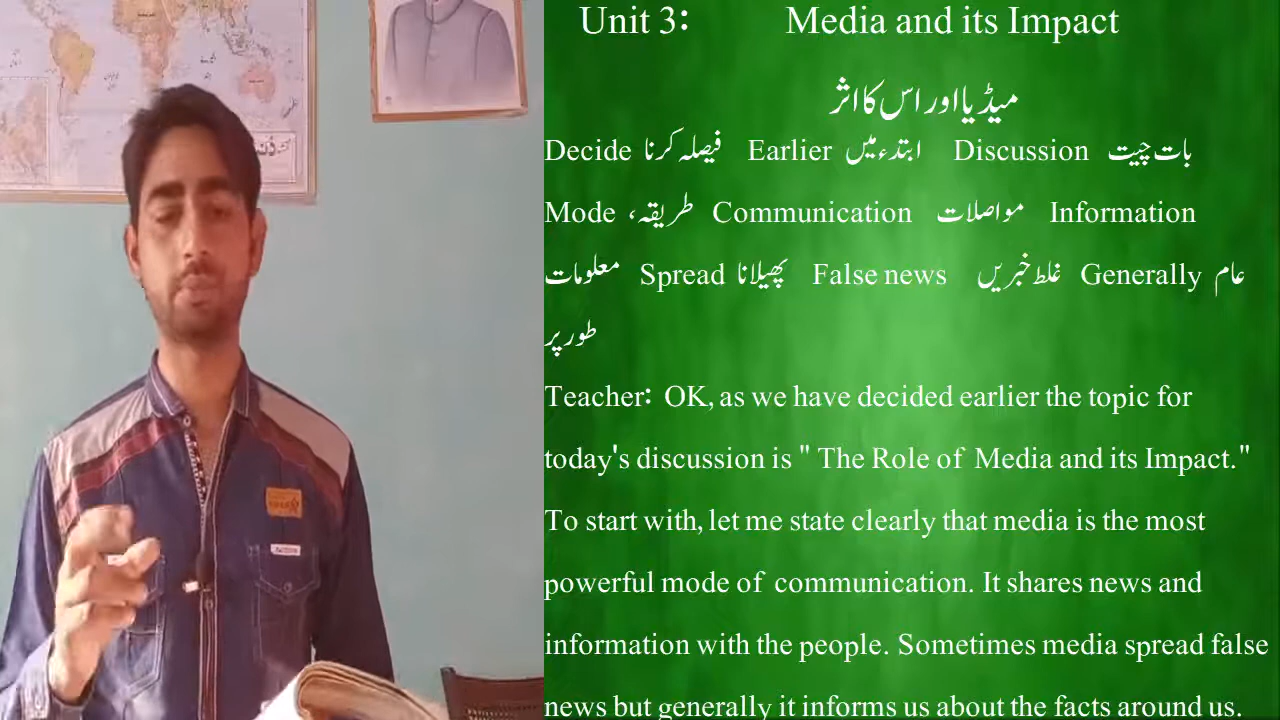 Unit 3: Media and its Impact
میڈیا اور اس کا اثر
Decide فیصلہ کرنا Earlier ابتدءمیں Discussion بات چیت
Mode طریقہ، Communication مواصلات Information
معلومات Spread پھیلانا False news غلط خبریں Generally عام
طور پر
Teacher: OK, as we have decided earlier the topic for
today's discussion is " The Role of Media and its Impact."
To start with, let me state clearly that media is the most
powerful mode of communication. It shares news and
information with the people. Sometimes media spread false
news but generally it informs us about the facts around us.